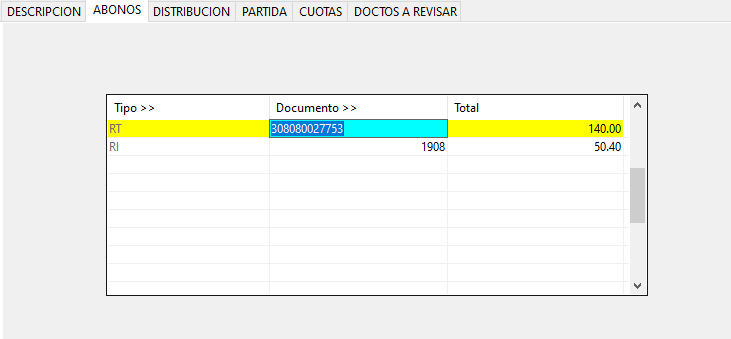 DESCRIPCION ABONOS DISTRIBUCION PARTIDA CUOTAS DOCTOS A REVISAR
Tipo >> Documento >> Total
RT 308080027753 140.00
RI 1908 50.40